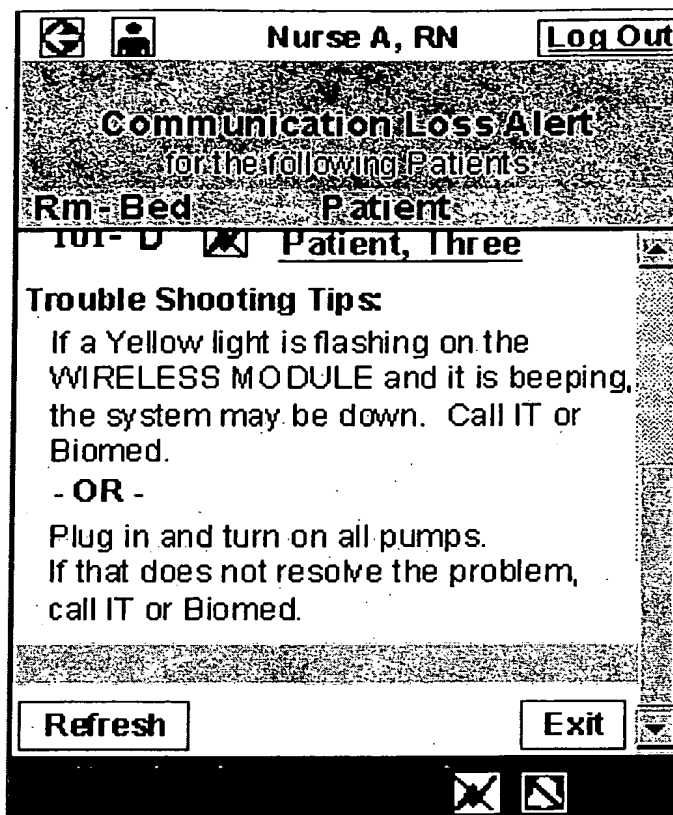 Nurse A, RN Log Out
Communication Loss Alert
for the following Patients:
Rm-Bed Patient
101- D Patient, Three
Trouble Shooting Tips:
If a Yellow light is flashing on the
WIRELESS MODULE and it is beeping,
the system may be down. Call IT or
Biomed.
- OR -
Plug in and turn on all pumps.
If that does not resolve the problem,
call IT or Biomed.
Refresh Exit